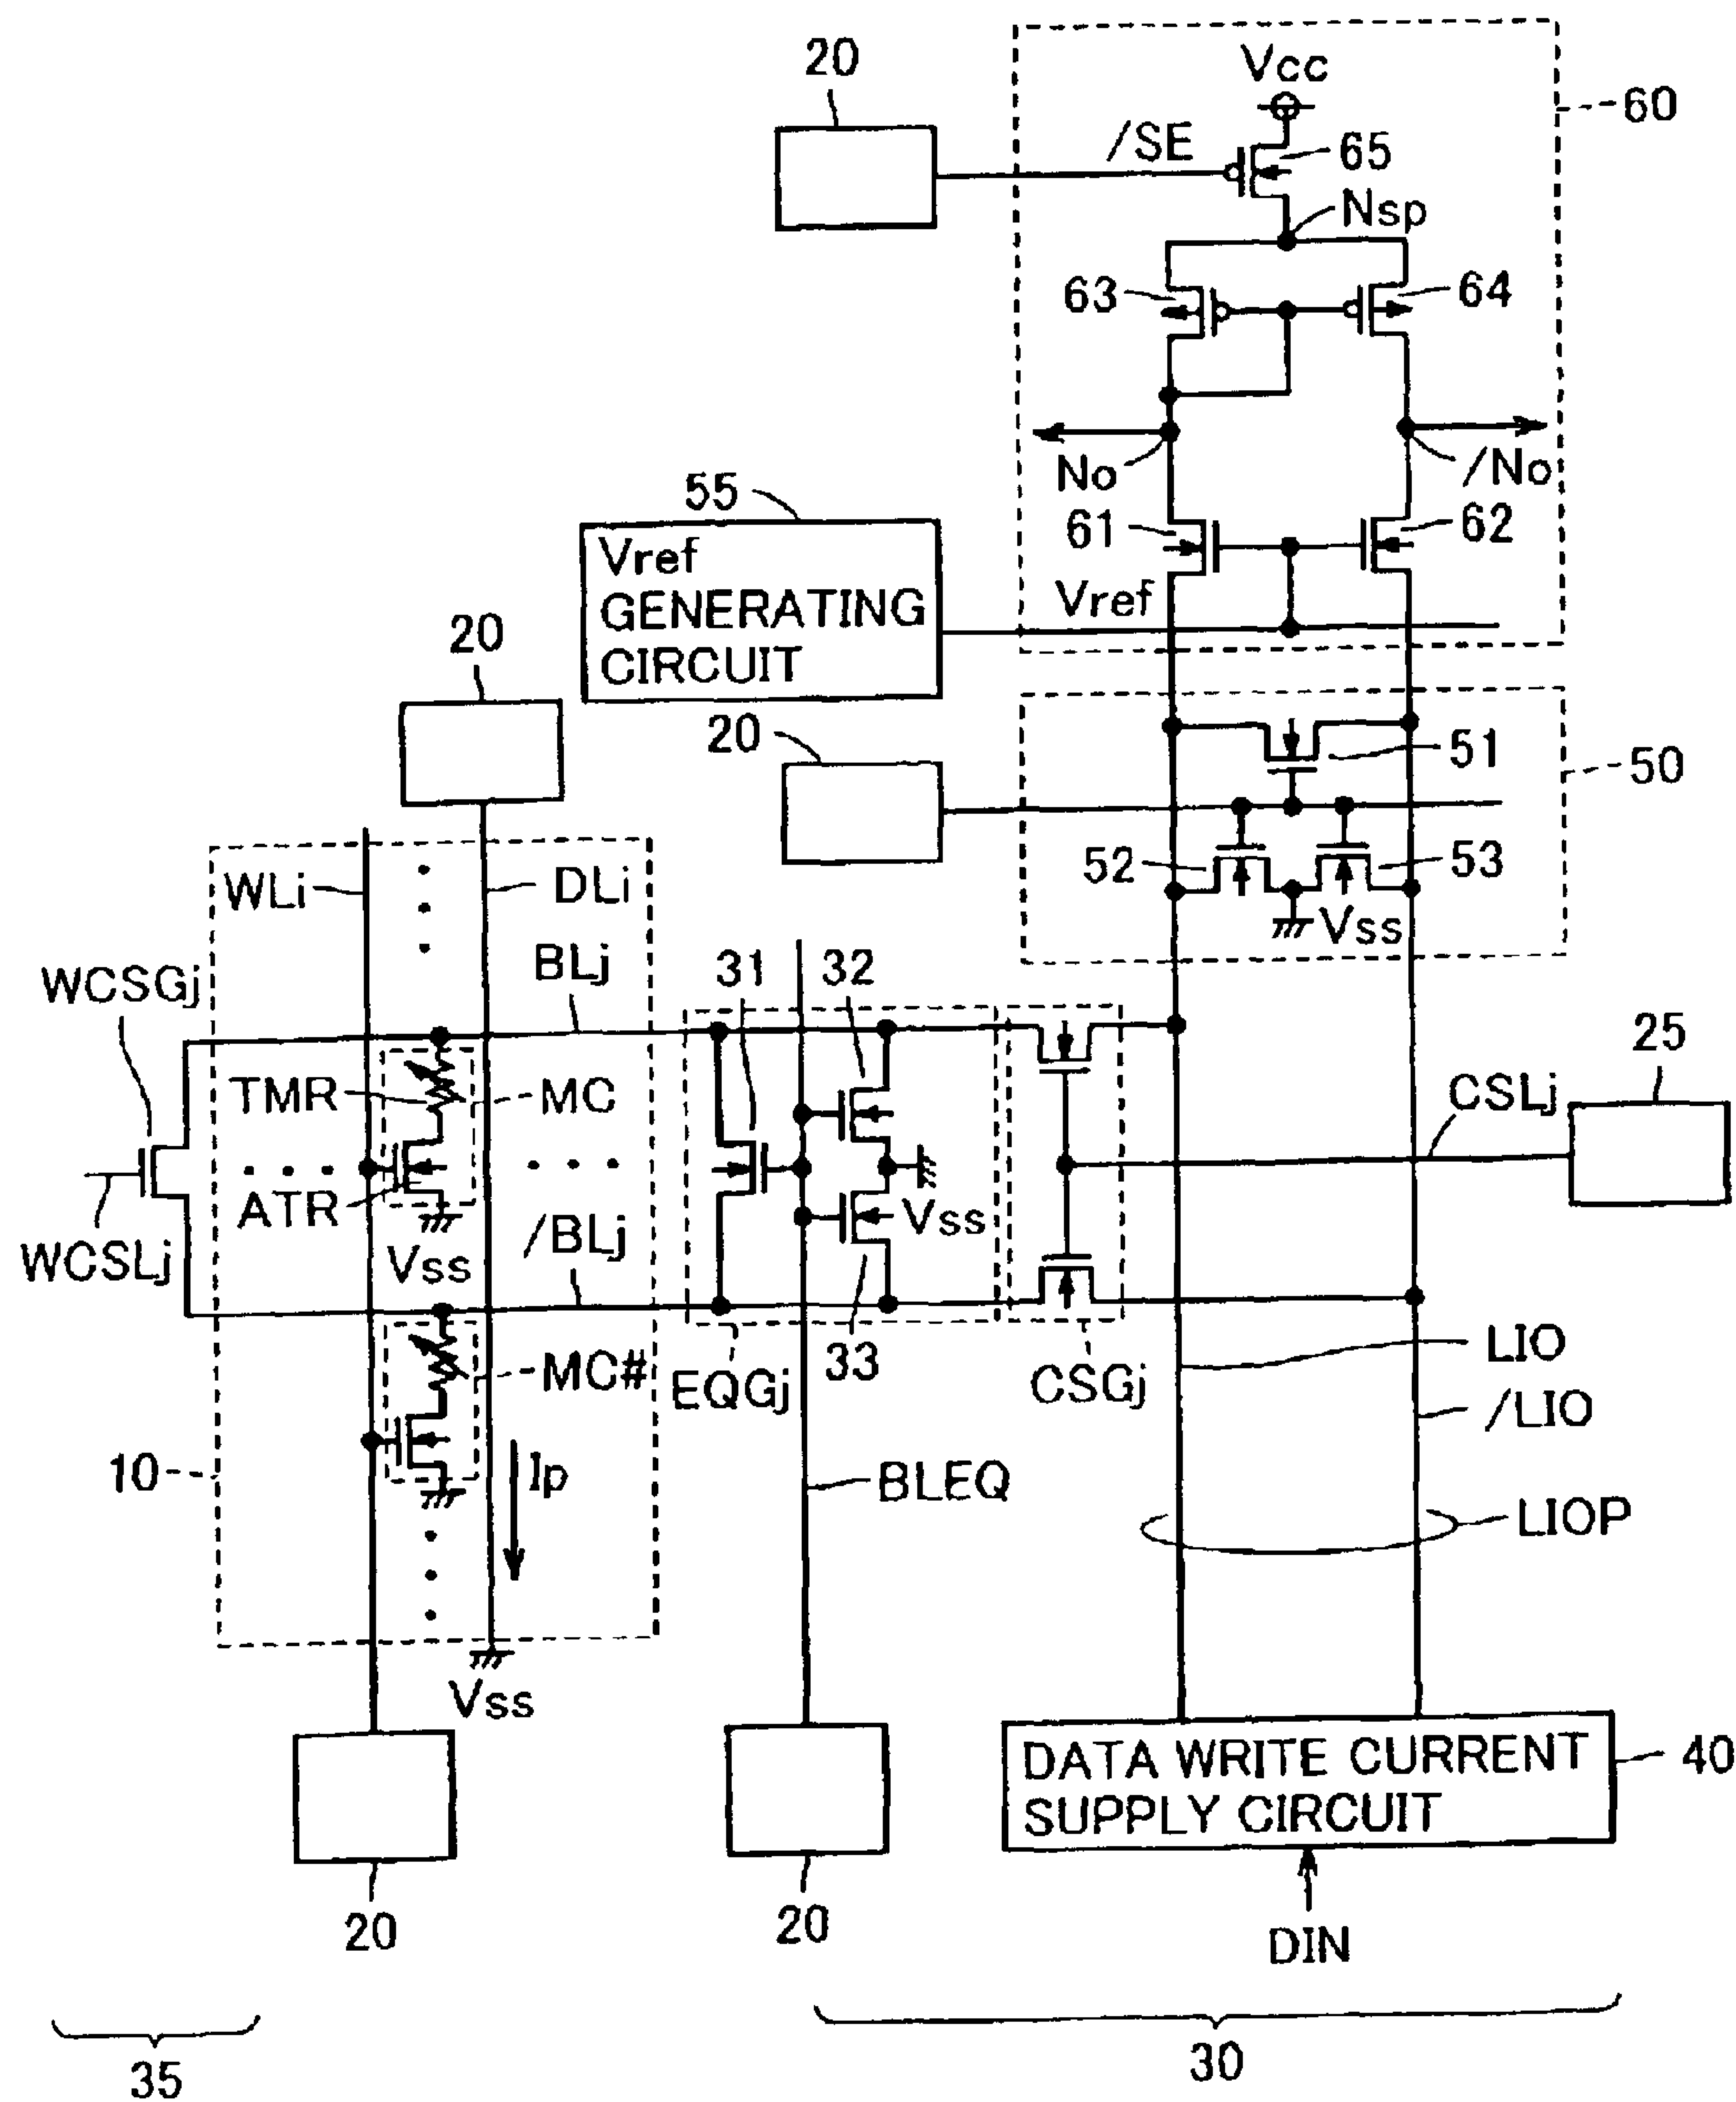 Vcc
20
60
/SE
65
Nsp
63
64
No
/No
55
61
62
Vref
GENERATING
CIRCUIT
Vref
20
20
51
50
52
53
Vss
WLi
DLi
BLj
31
32
WCSGj
25
TMR
MC
CSLj
ATR
Vss
/BLj
Vss
WCSLj
33
MC#
EQGj
CSGj
LIO
/LIO
10
Ip
BLEQ
LIOP
Vss
DATA WRITE CURRENT
SUPPLY CIRCUIT
40
20
20
DIN
35
30